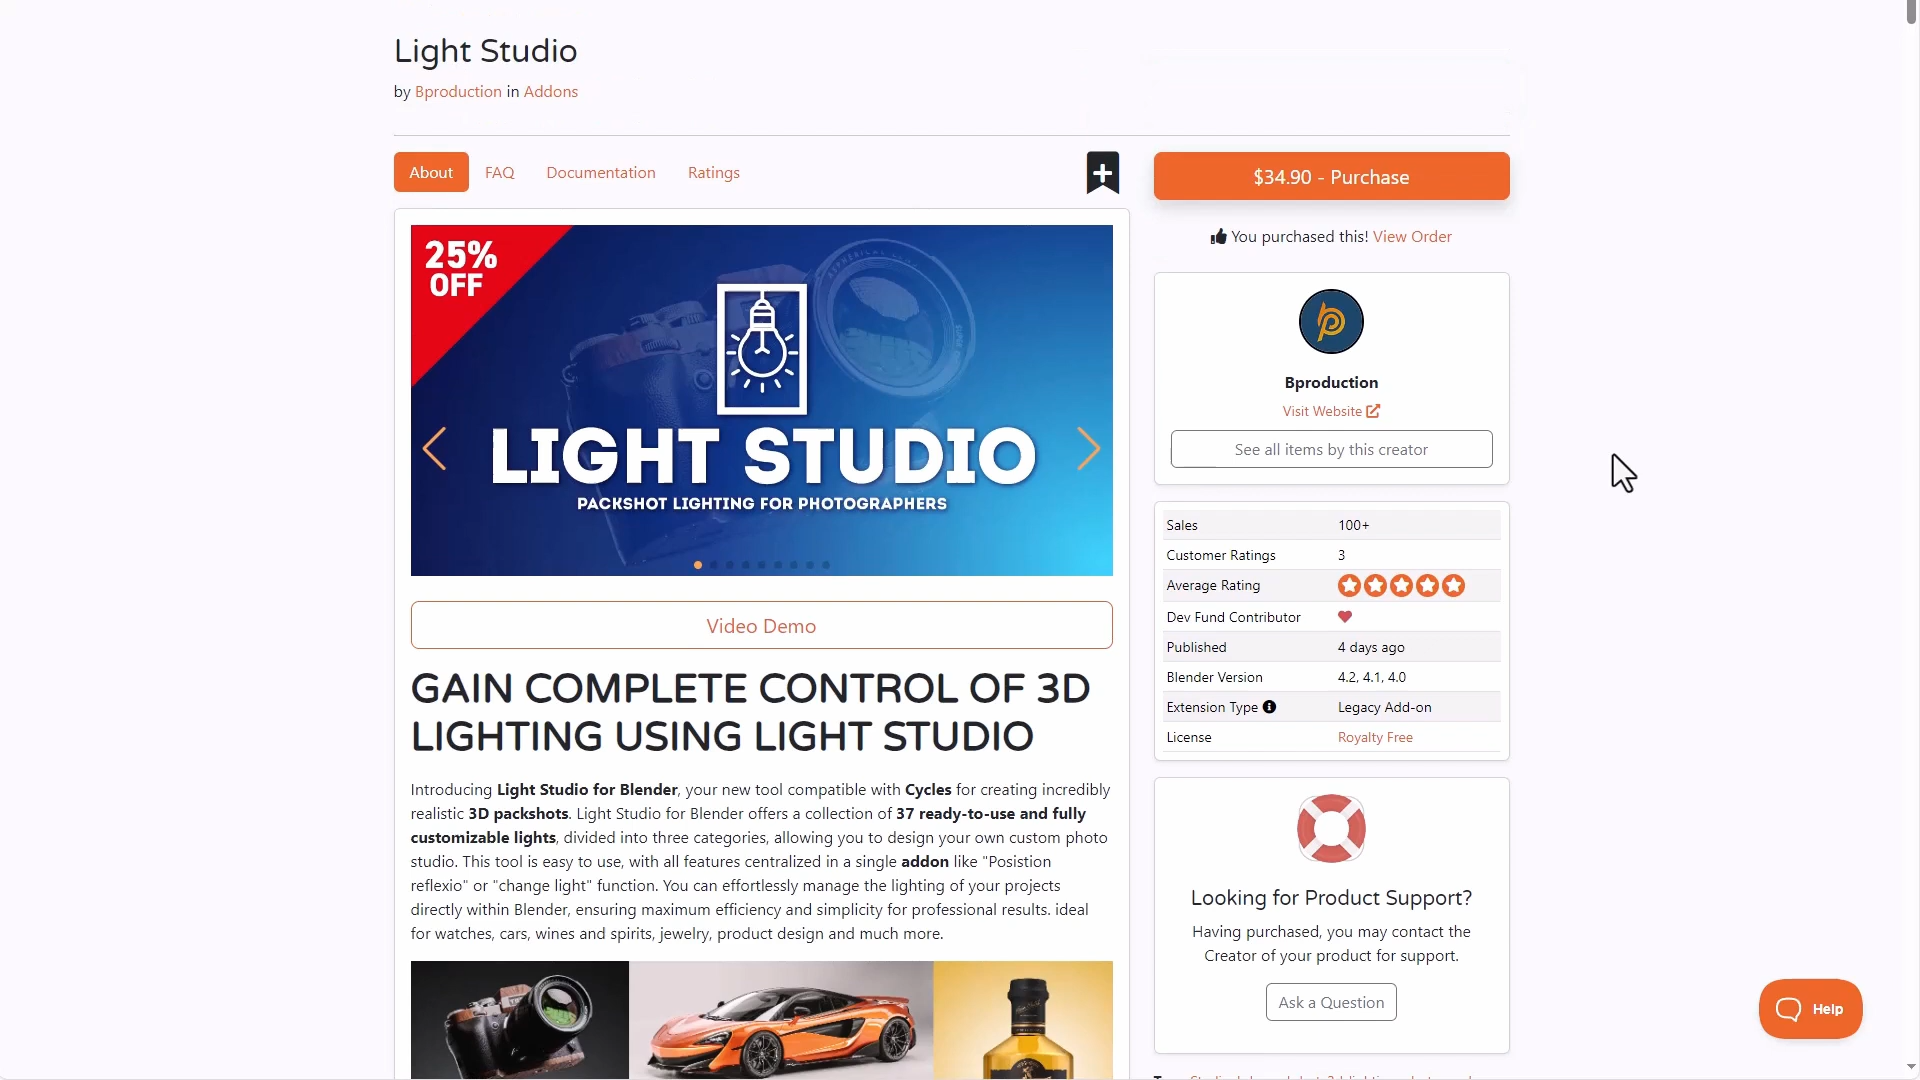 Light Studio
by Bproduction in Addons
About
FAQ
Documentation
Ratings
$34.90 - Purchase
You purchased this! View Order
25%
OFF
LIGHT STUDIO
PACKSHOT LIGHTING FOR PHOTOGRAPHERS
Bproduction
Visit Website
See all items by this creator
Sales 100+
Customer Ratings 3
Average Rating
Dev Fund Contributor
Published 4 days ago
Blender Version 4.2, 4.1, 4.0
Extension Type Legacy Add-on
License Royalty Free
Video Demo
GAIN COMPLETE CONTROL OF 3D
LIGHTING USING LIGHT STUDIO
Introducing Light Studio for Blender, your new tool compatible with Cycles for creating incredibly
realistic 3D packshots. Light Studio for Blender offers a collection of 37 ready-to-use and fully
customizable lights, divided into three categories, allowing you to design your own custom photo
studio. This tool is easy to use, with all features centralized in a single addon like "Posistion
reflexio" or "change light" function. You can effortlessly manage the lighting of your projects
directly within Blender, ensuring maximum efficiency and simplicity for professional results. ideal
for watches, cars, wines and spirits, jewelry, product design and much more.
Looking for Product Support?
Having purchased, you may contact the
Creator of your product for support.
Ask a Question
Help